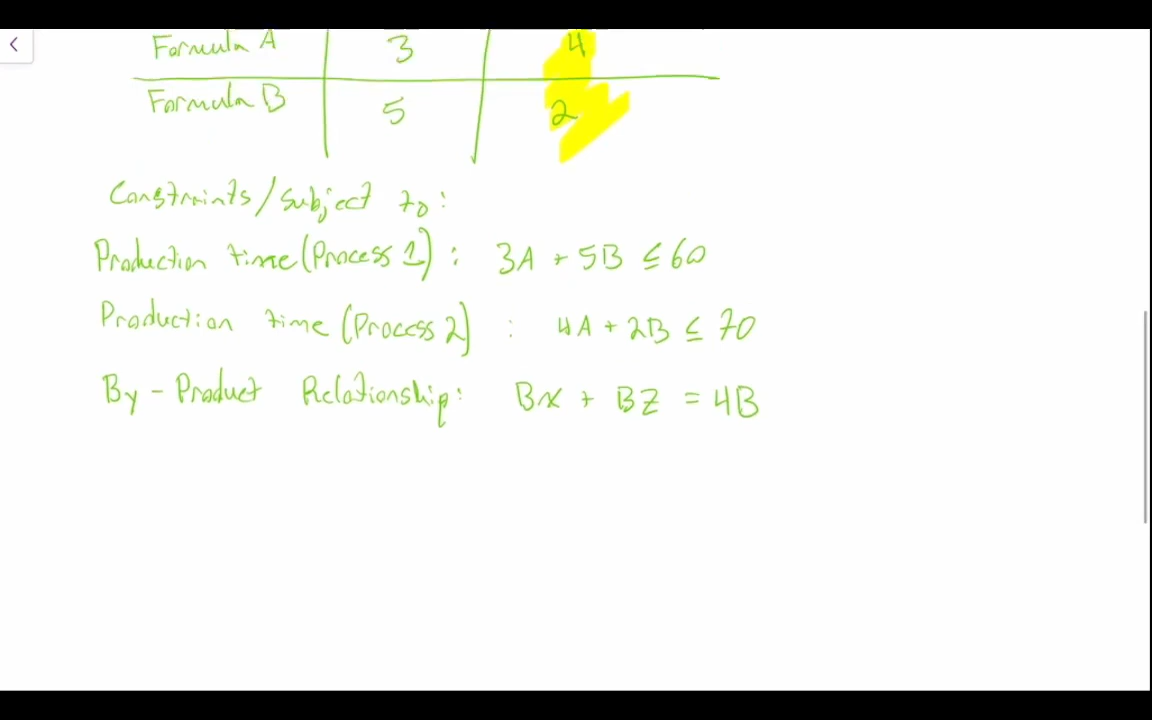 Formula A 3 4
Formula B 5 2
Constraints/Subject to:
Production time (Process 1): 3A + 5B ≤ 60
Production time (Process 2) : 4A + 2B ≤ 70
By-Product Relationship: BX + BZ = 4B